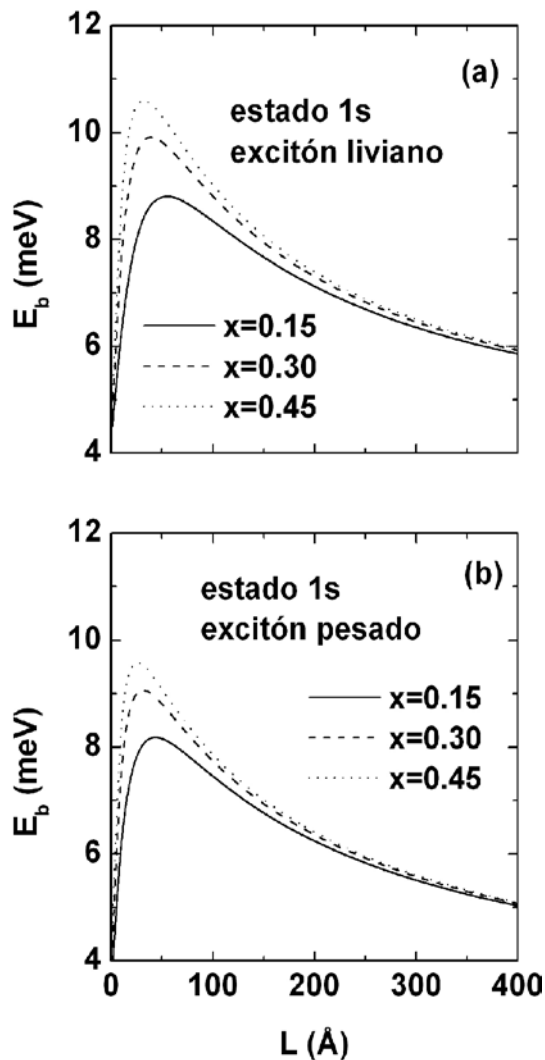 12
(a)
estado 1s
excitón liviano
10
8
6
4
E_b (meV)
x=0.15
x=0.30
x=0.45
12
(b)
estado 1s
excitón pesado
10
8
6
4
E_b (meV)
x=0.15
x=0.30
x=0.45
0 100 200 300 400
L (Å)